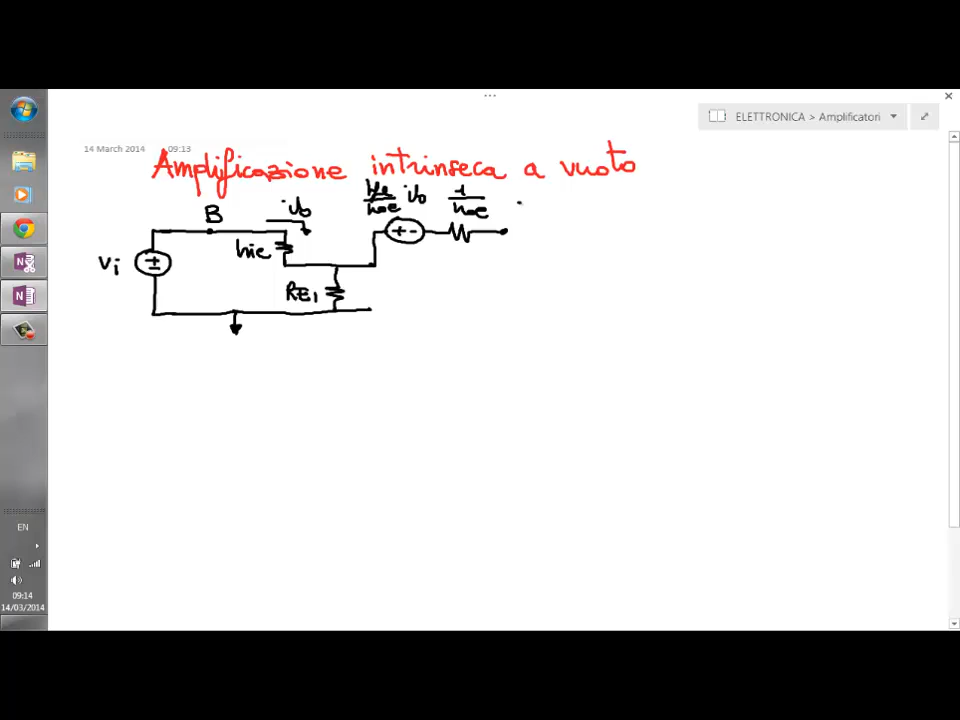 ELETTRONICA > Amplificatori
14 March 2014 09:13
Amplificazione intrinseca a vuoto
hfe/hoe ib 1/hoe
B ib
hie
vi
RE1
EN
09:14
14/03/2014